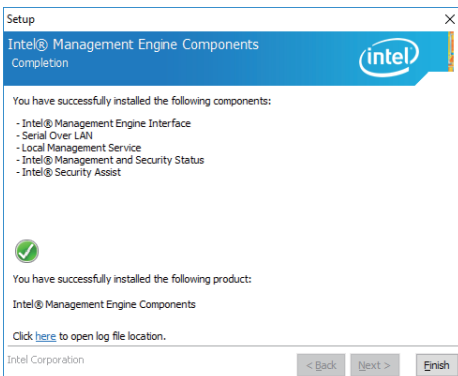 Setup
Intel® Management Engine Components
Completion
intel
You have successfully installed the following components:
- Intel® Management Engine Interface
- Serial Over LAN
- Local Management Service
- Intel® Management and Security Status
- Intel® Security Assist
You have successfully installed the following product:
Intel® Management Engine Components
Click here to open log file location.
Intel Corporation
< Back Next > Finish